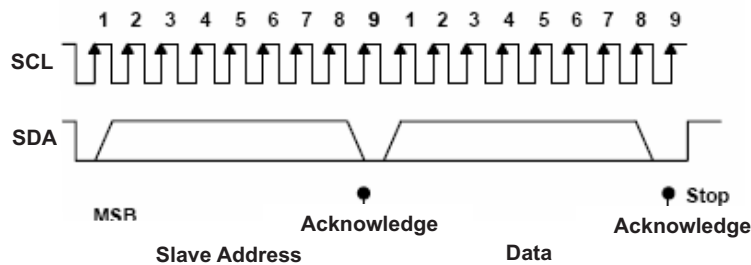 1 2 3 4 5 6 7 8 9 1 2 3 4 5 6 7 8 9
SCL
SDA
MSB
Acknowledge
Stop
Acknowledge
Slave Address
Data